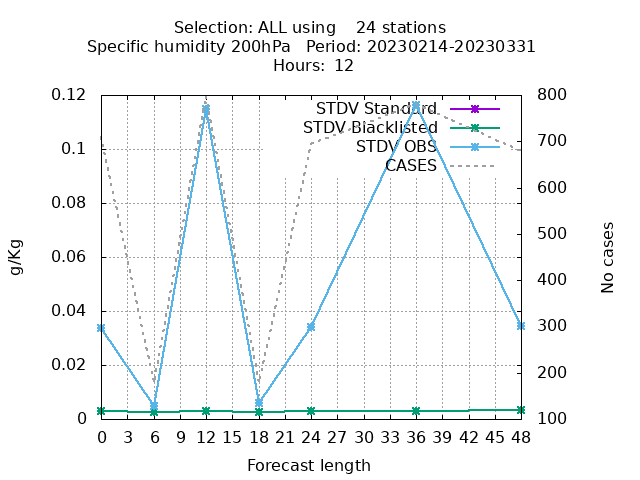 Selection: ALL using    24 stations
Specific humidity 200hPa   Period: 20230214-20230331
Hours:  12
0.12
0.1
0.08
0.06
0.04
0.02
0
g/Kg
STDV Standard
STDV Blacklisted
STDV OBS
CASES
800
700
600
500
400
300
200
100
No cases
0 3 6 9 12 15 18 21 24 27 30 33 36 39 42 45 48
Forecast length